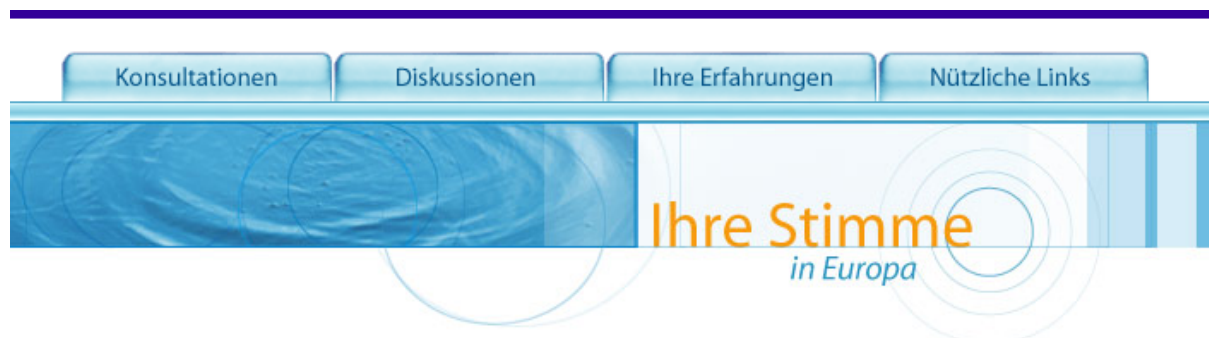 Konsultationen Diskussionen Ihre Erfahrungen Nützliche Links
Ihre Stimme
in Europa